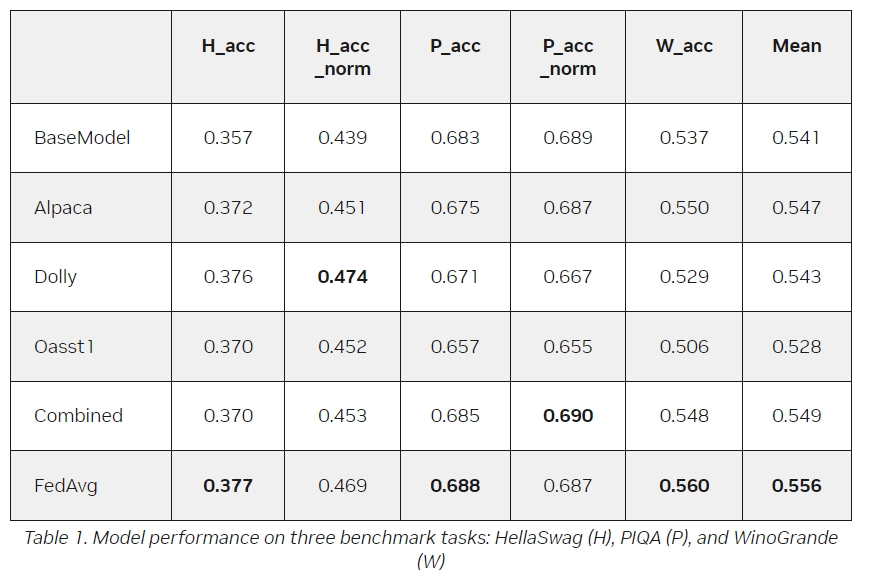 H_acc H_acc_norm P_acc P_acc_norm W_acc Mean
BaseModel 0.357 0.439 0.683 0.689 0.537 0.541
Alpaca 0.372 0.451 0.675 0.687 0.550 0.547
Dolly 0.376 0.474 0.671 0.667 0.529 0.543
Oasst1 0.370 0.452 0.657 0.655 0.506 0.528
Combined 0.370 0.453 0.685 0.690 0.548 0.549
FedAvg 0.377 0.469 0.688 0.687 0.560 0.556
Table 1. Model performance on three benchmark tasks: HellaSwag (H), PIQA (P), and WinoGrande
(W)